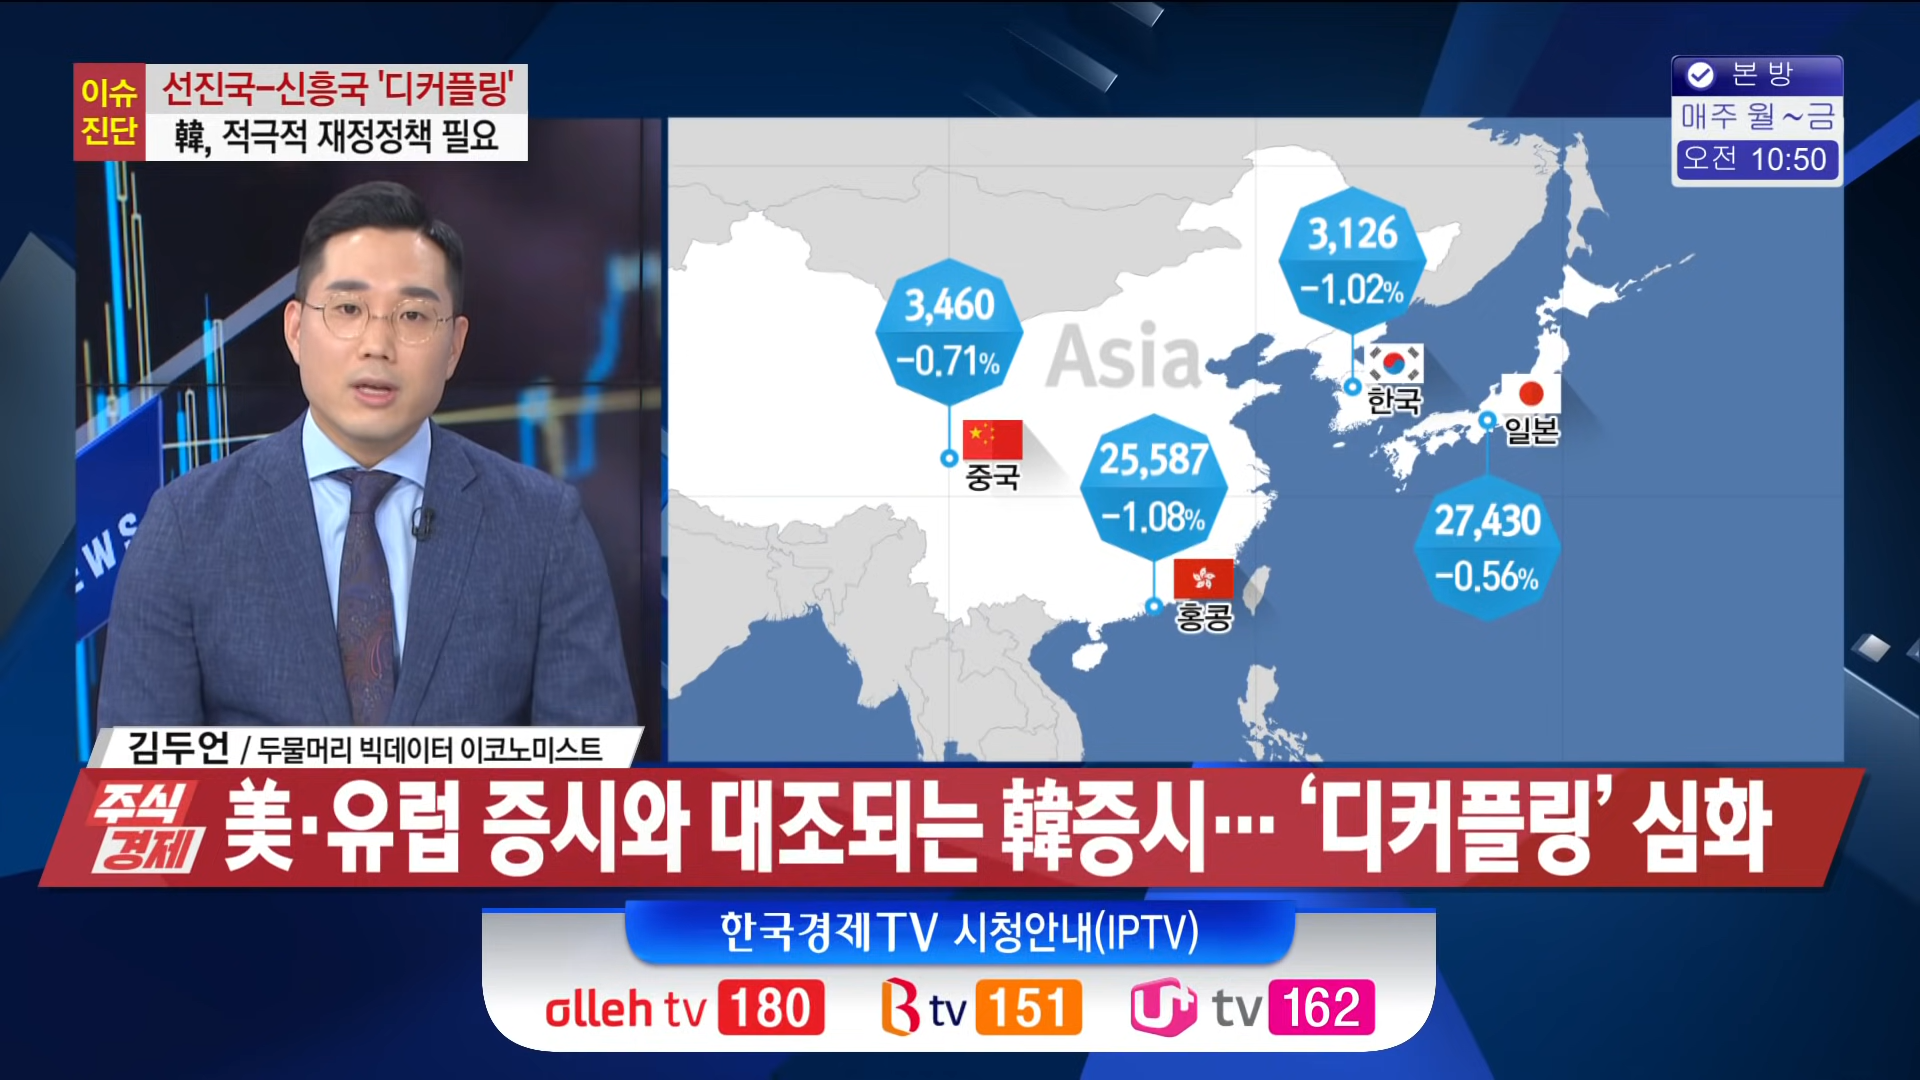 이슈
진단
선진국-신흥국 '디커플링'
韓, 적극적 재정정책 필요
본 방
매주 월~금
오전 10:50
EWS
Asia
3,460
-0.71%
중국
3,126
-1.02%
한국
25,587
-1.08%
홍콩
27,430
-0.56%
일본
김두언 / 두물머리 빅데이터 이코노미스트
주식
경제
美·유럽 증시와 대조되는 韓증시… ‘디커플링’ 심화
한국경제TV 시청안내(IPTV)
olleh tv 180
B tv 151
U+ tv 162